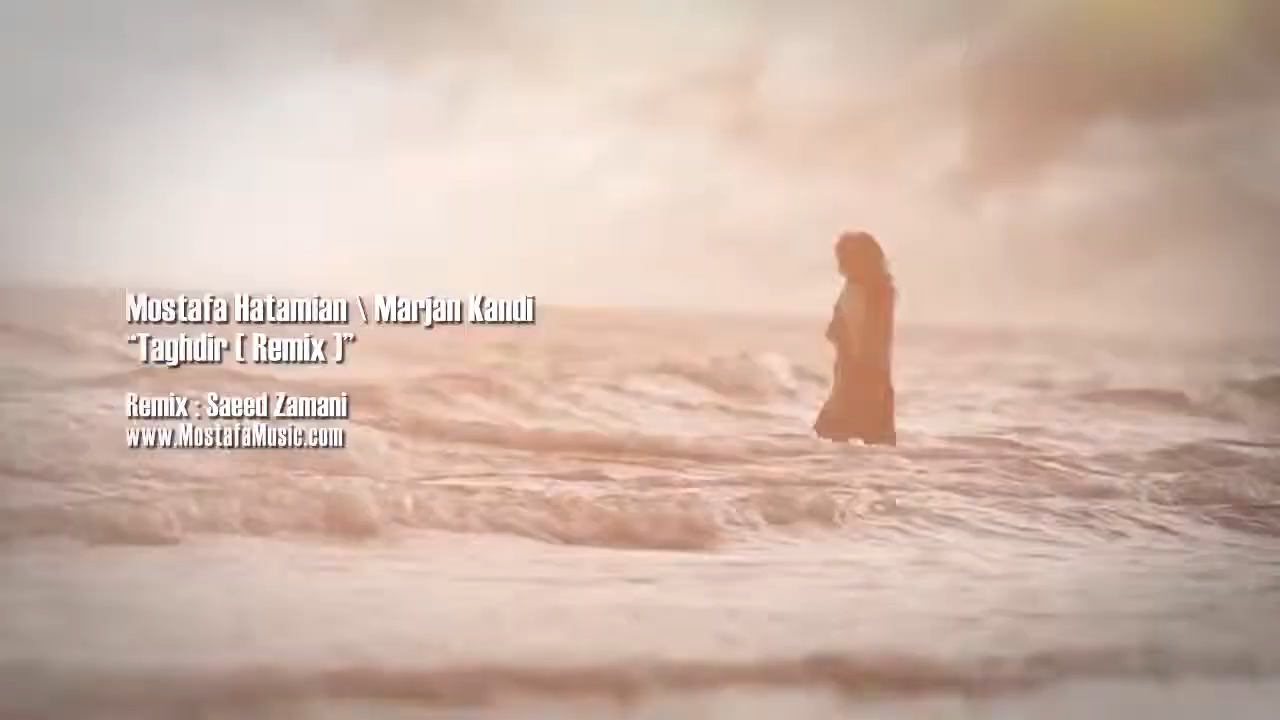 Mostafa Hatamian \ Marjan Kandi
"Taghdir ( Remix )"
Remix : Saeed Zamani
www.MostafaMusic.com